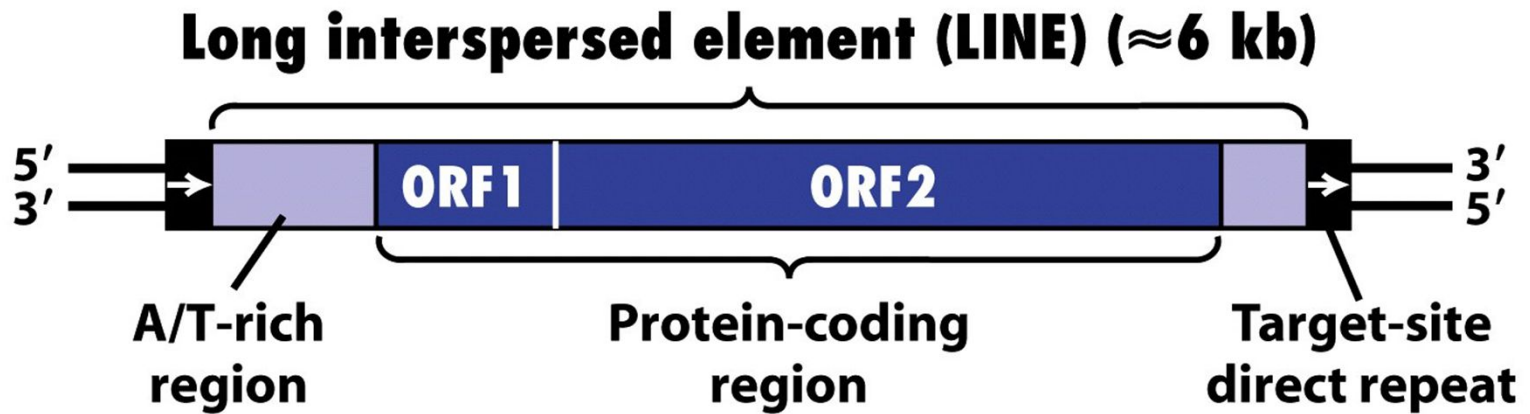 Long interspersed element (LINE) (≈6 kb)
5′ 3′
ORF1 ORF2
3′ 5′
A/T-rich region
Protein-coding region
Target-site direct repeat